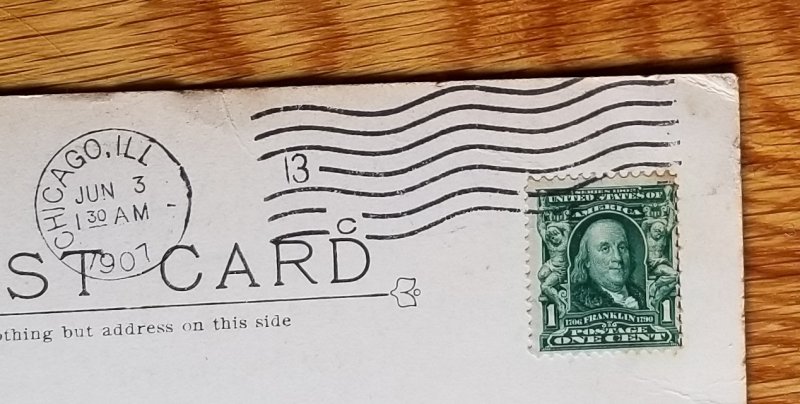 CHICAGO, ILL
JUN 3
1 30 AM
1907
13
C
ST CARD
othing but address on this side
SERIES 1902
UNITED STATES OF
AMERICA
1 1
1706 FRANKLIN 1790
POSTAGE
ONE CENT